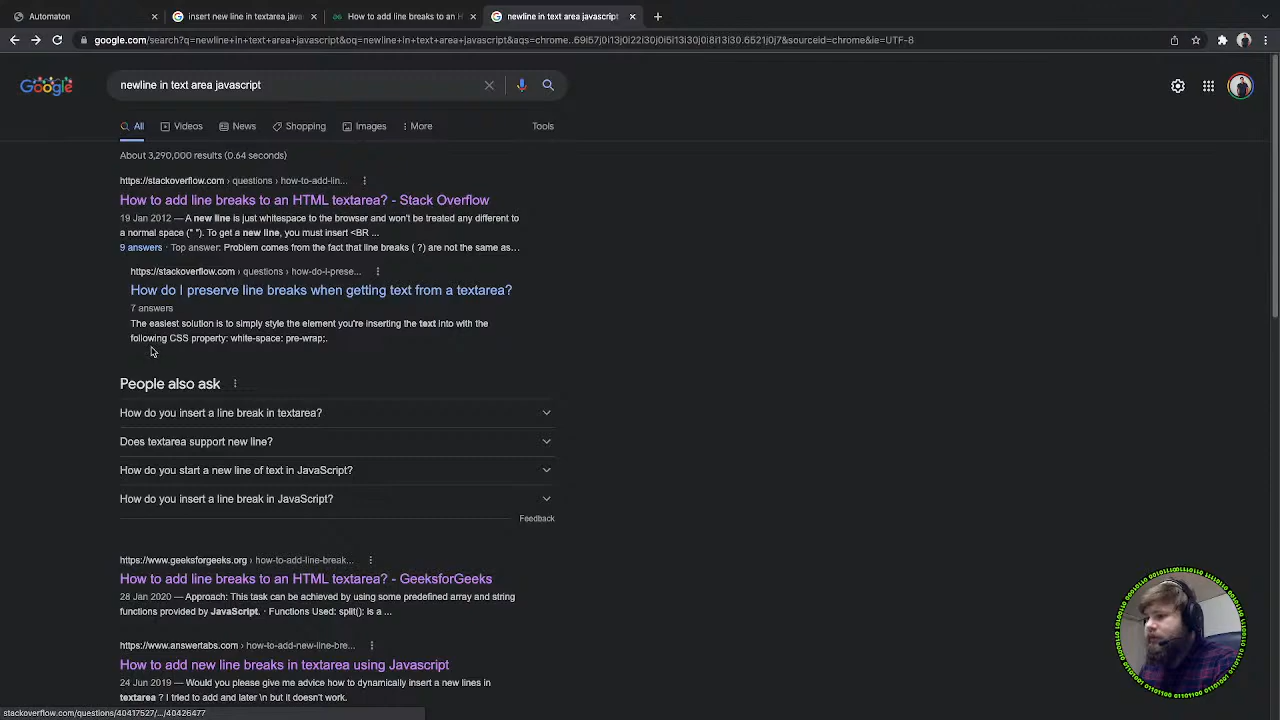 Automaton
insert new line in textarea java
How to add line breaks to an H
newline in text area javascript
google.com/search?q=newline+in+text+area+javascript&oq=newline+in+text+area+javascript&aqs=chrome..69i57j0i13j0i22i30j0i5i13i30j0i8i13i30.6521j0j7&sourceid=chrome&ie=UTF-8
Google
newline in text area javascript
All
Videos
News
Shopping
Images
More
Tools
About 3,290,000 results (0.64 seconds)
https://stackoverflow.com › questions › how-to-add-lin...
How to add line breaks to an HTML textarea? - Stack Overflow
19 Jan 2012 — A new line is just whitespace to the browser and won't be treated any different to
a normal space (" "). To get a new line, you must insert <BR ...
9 answers · Top answer: Problem comes from the fact that line breaks ( ?) are not the same as...
https://stackoverflow.com › questions › how-do-i-prese...
How do I preserve line breaks when getting text from a textarea?
7 answers
The easiest solution is to simply style the element you're inserting the text into with the
following CSS property: white-space: pre-wrap;.
People also ask
How do you insert a line break in textarea?
Does textarea support new line?
How do you start a new line of text in JavaScript?
How do you insert a line break in JavaScript?
Feedback
https://www.geeksforgeeks.org › how-to-add-line-break...
How to add line breaks to an HTML textarea? - GeeksforGeeks
28 Jan 2020 — Approach: This task can be achieved by using some predefined array and string
functions provided by JavaScript. · Functions Used: split(): is a ...
https://www.answertabs.com › how-to-add-new-line-bre...
How to add new line breaks in textarea using Javascript
24 Jun 2019 — Would you please give me advice how to dynamically insert a new lines in
textarea ? I tried to add and later \n but it doesn't work.
stackoverflow.com/questions/40417527/.../40426477